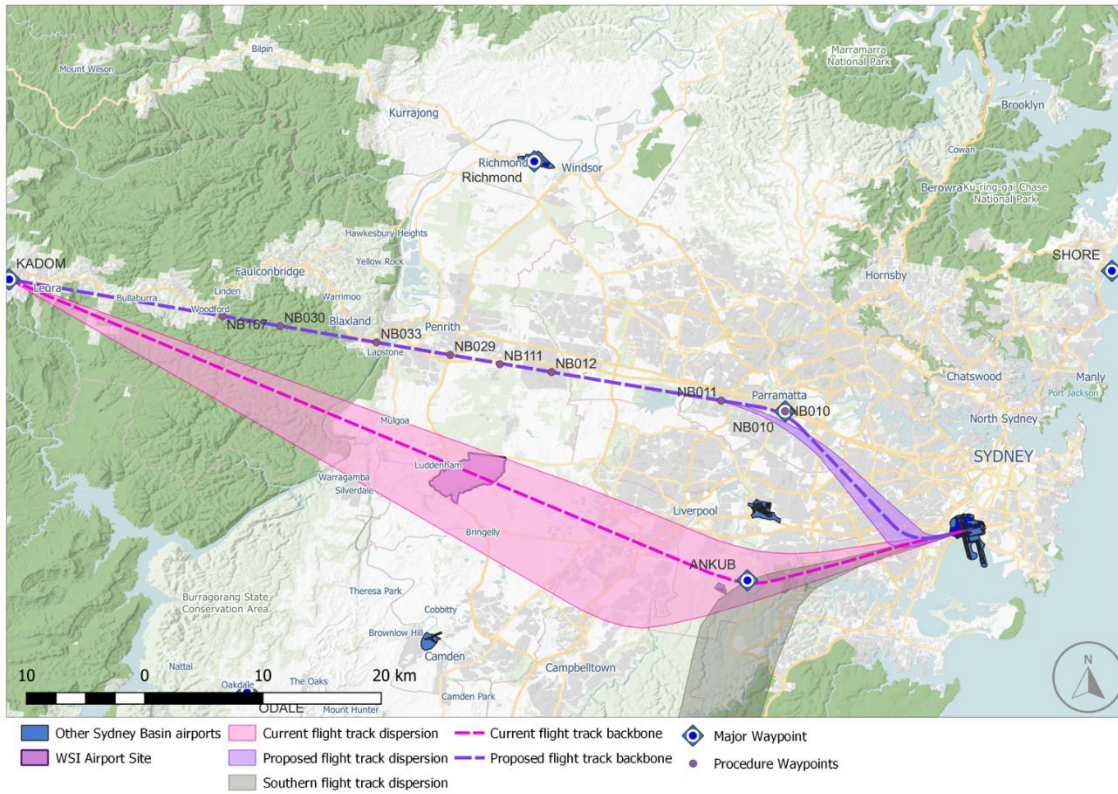 Mount Wilson
Bilpin
Marramarra
National Park
Brooklyn
Kurrajong
Cowan
Richmond
Windsor
Richmond
Berowra
Ku-ring-gai Chase
National Park
Hawkesbury Heights
SHORE
KADOM
Yellow Rock
Hornsby
Leura
Faulconbridge
Linden
Bullaburra
Warrimoo
Woodford
Blaxland
Penrith
NB167
NB030
NB033
Lapstone
NB029
NB111
NB012
Chatswood
Manly
Parramatta
Port Jackson
NB011
NB010
NB010
North Sydney
Mulgoa
SYDNEY
Luddenham
Warragamba
Silverdale
Liverpool
Bringelly
ANKUB
Theresa Park
Burragorang State
Conservation Area
Cobbitty
Brownlow Hill
Camden
Nattai
Campbelltown
N
10 0 10 20 km
Oakdale
The Oaks
Camden Park
ODALE
Mount Hunter
Other Sydney Basin airports
Current flight track dispersion
Current flight track backbone
Major Waypoint
WSI Airport Site
Proposed flight track dispersion
Proposed flight track backbone
Procedure Waypoints
Southern flight track dispersion